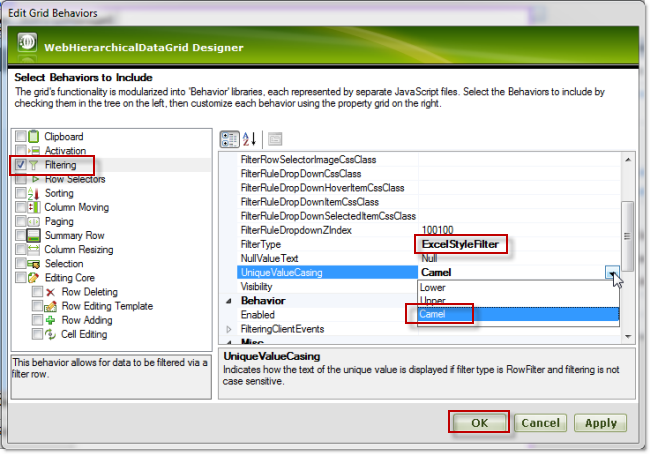 Edit Grid Behaviors
WebHierarchicalDataGrid Designer
Select Behaviors to Include
The grid's functionality is modularized into 'Behavior' libraries, each represented by separate JavaScript files. Select the Behaviors to include by
checking them in the tree on the left, then customize each behavior using the property grid on the right.
Clipboard
Activation
Filtering
Row Selectors
Sorting
Column Moving
Paging
Summary Row
Column Resizing
Selection
Editing Core
Row Deleting
Row Editing Template
Row Adding
Cell Editing
This behavior allows for data to be filtered via a
filter row.
FilterRowSelectorImageCssClass
FilterRuleDropDownCssClass
FilterRuleDropDownHoverItemCssClass
FilterRuleDropDownItemCssClass
FilterRuleDropDownSelectedItemCssClass
FilterRuleDropdownZIndex 100100
FilterType ExcelStyleFilter
NullValueText Null
UniqueValueCasing Camel
Visibility
Lower
Upper
Camel
Behavior
Enabled
FilteringClientEvents
Misc
UniqueValueCasing
Indicates how the text of the unique value is displayed if filter type is RowFilter and filtering is not
case sensitive.
OK Cancel Apply